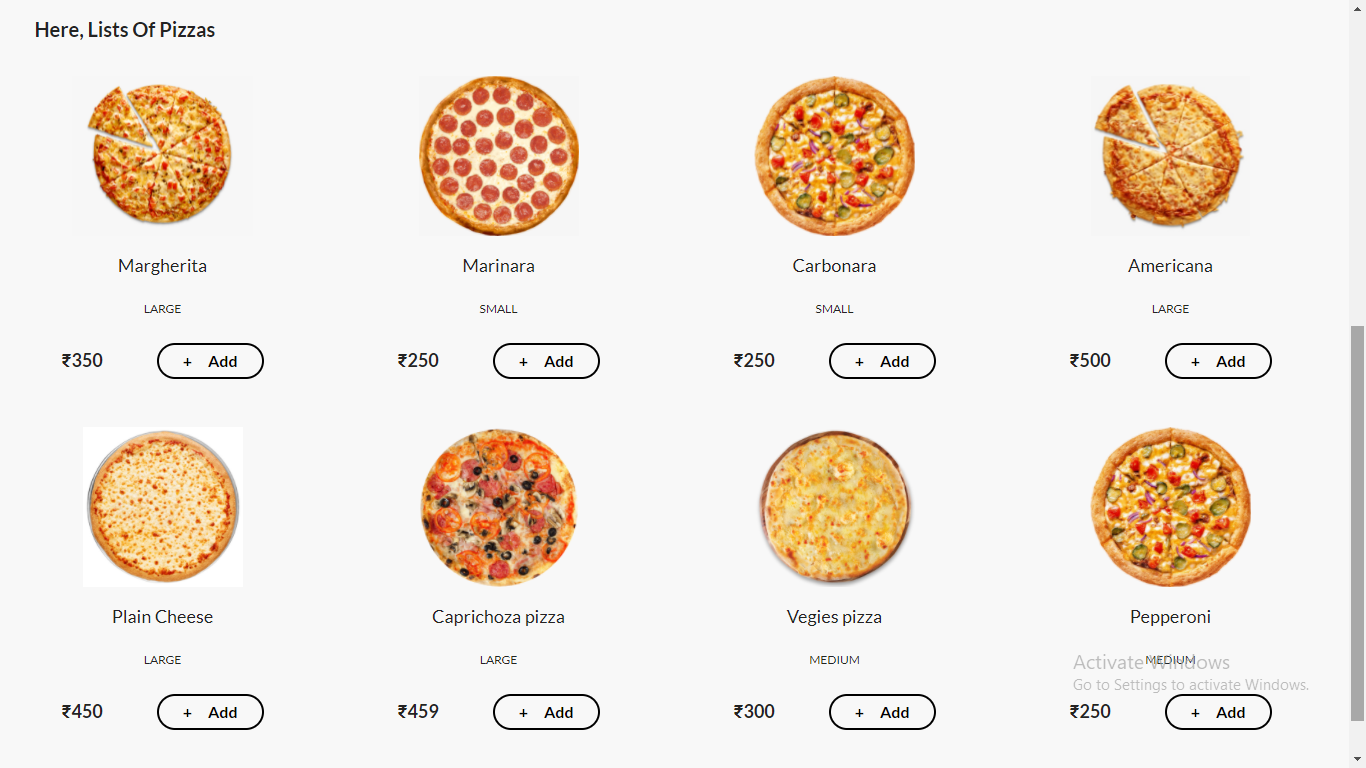 Here, Lists Of Pizzas
Margherita
Marinara
Carbonara
Americana
LARGE
SMALL
SMALL
LARGE
₹350
+ Add
₹250
+ Add
₹250
+ Add
₹500
+ Add
Plain Cheese
Caprichoza pizza
Vegies pizza
Pepperoni
LARGE
LARGE
MEDIUM
MEDIUM
Activate Windows
Go to Settings to activate Windows.
₹450
+ Add
₹459
+ Add
₹300
+ Add
₹250
+ Add